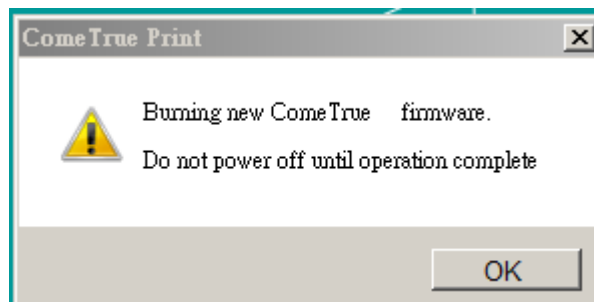 ComeTrue Print
Burning new ComeTrue firmware.
Do not power off until operation complete
OK